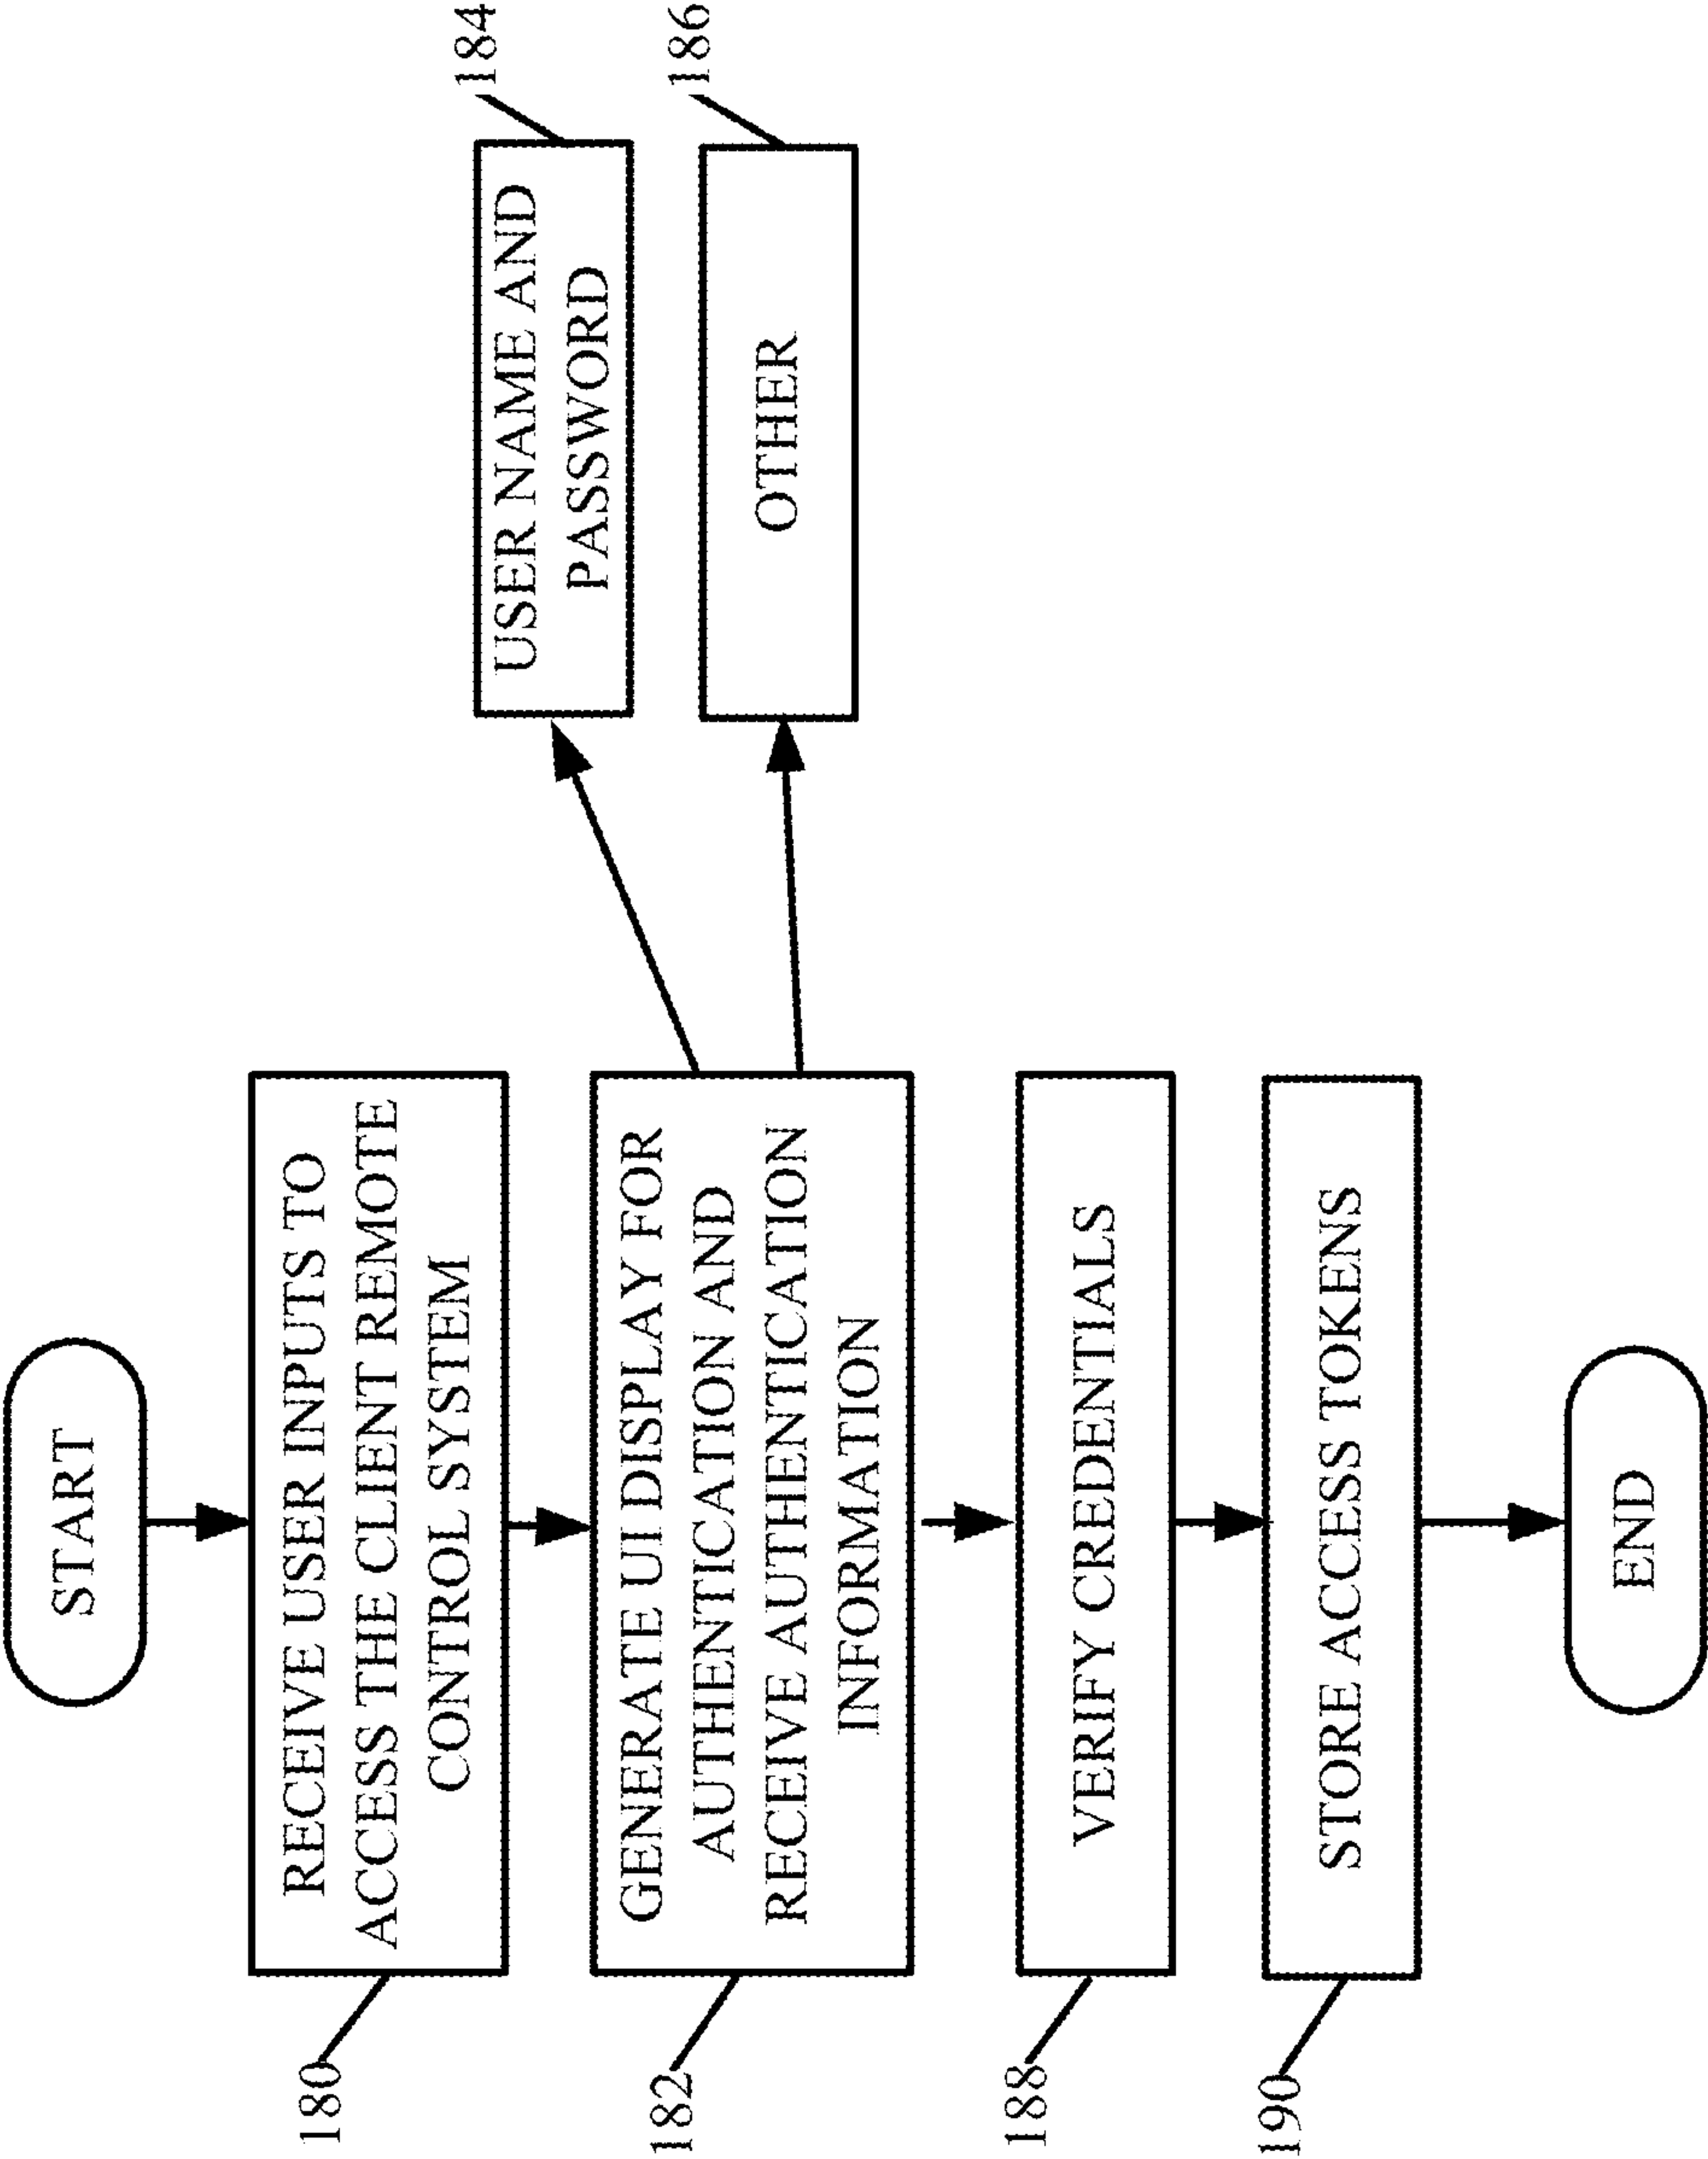 START
180
RECEIVE USER INPUTS TO
ACCESS THE CLIENT REMOTE
CONTROL SYSTEM
182
GENERATE UI DISPLAY FOR
AUTHENTICATION AND
RECEIVE AUTHENTICATION
INFORMATION
184
USER NAME AND
PASSWORD
186
OTHER
188
VERIFY CREDENTIALS
190
STORE ACCESS TOKENS
END